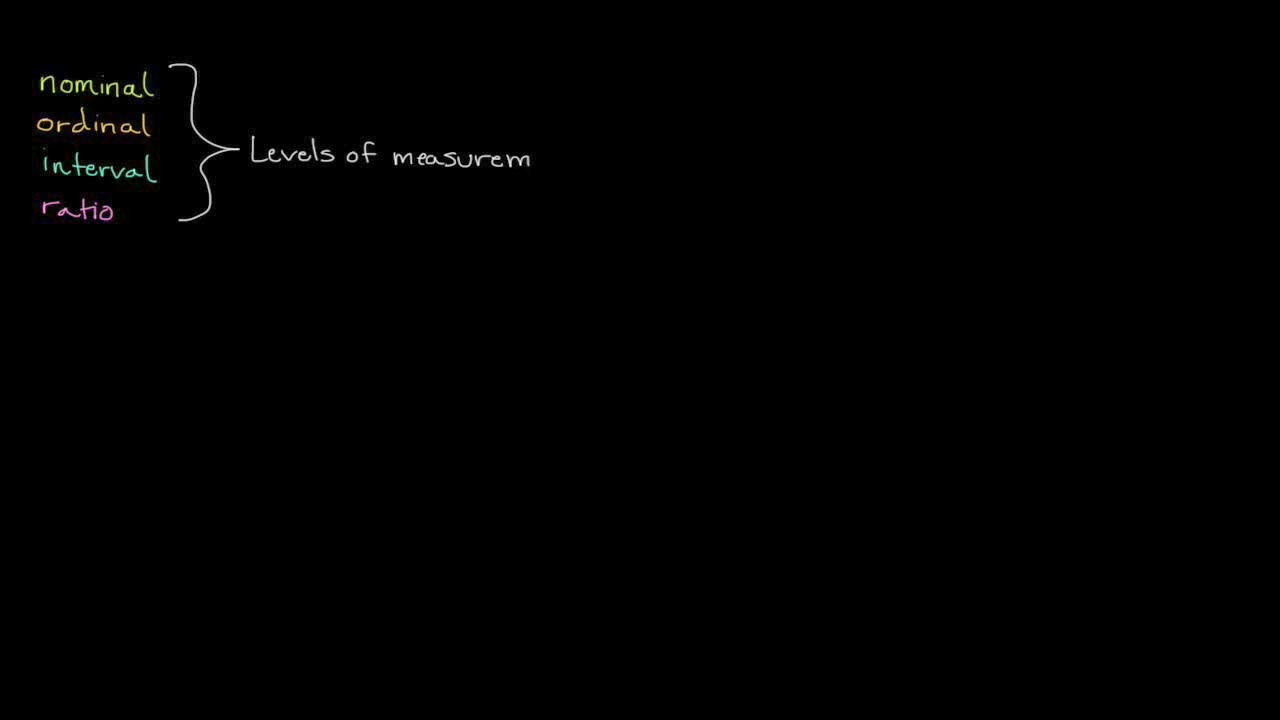 nominal
ordinal
interval
ratio
Levels of measurem